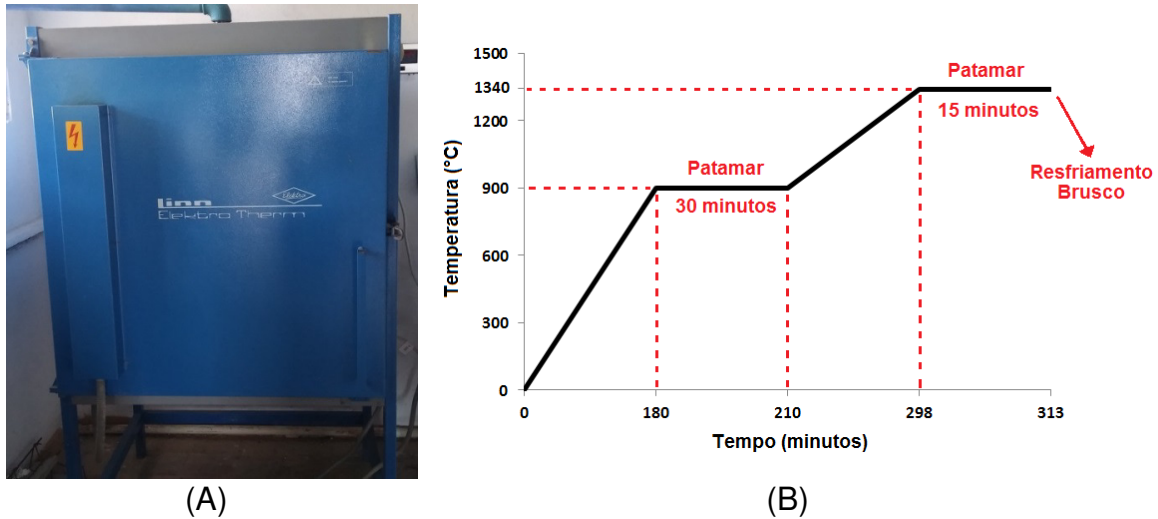 Linn
Elektro
Elektro Therm
(A)
1500
1340
1200
900
600
300
0
Temperatura (°C)
Patamar
15 minutos
Patamar
30 minutos
Resfriamento
Brusco
0 180 210 298 313
Tempo (minutos)
(B)